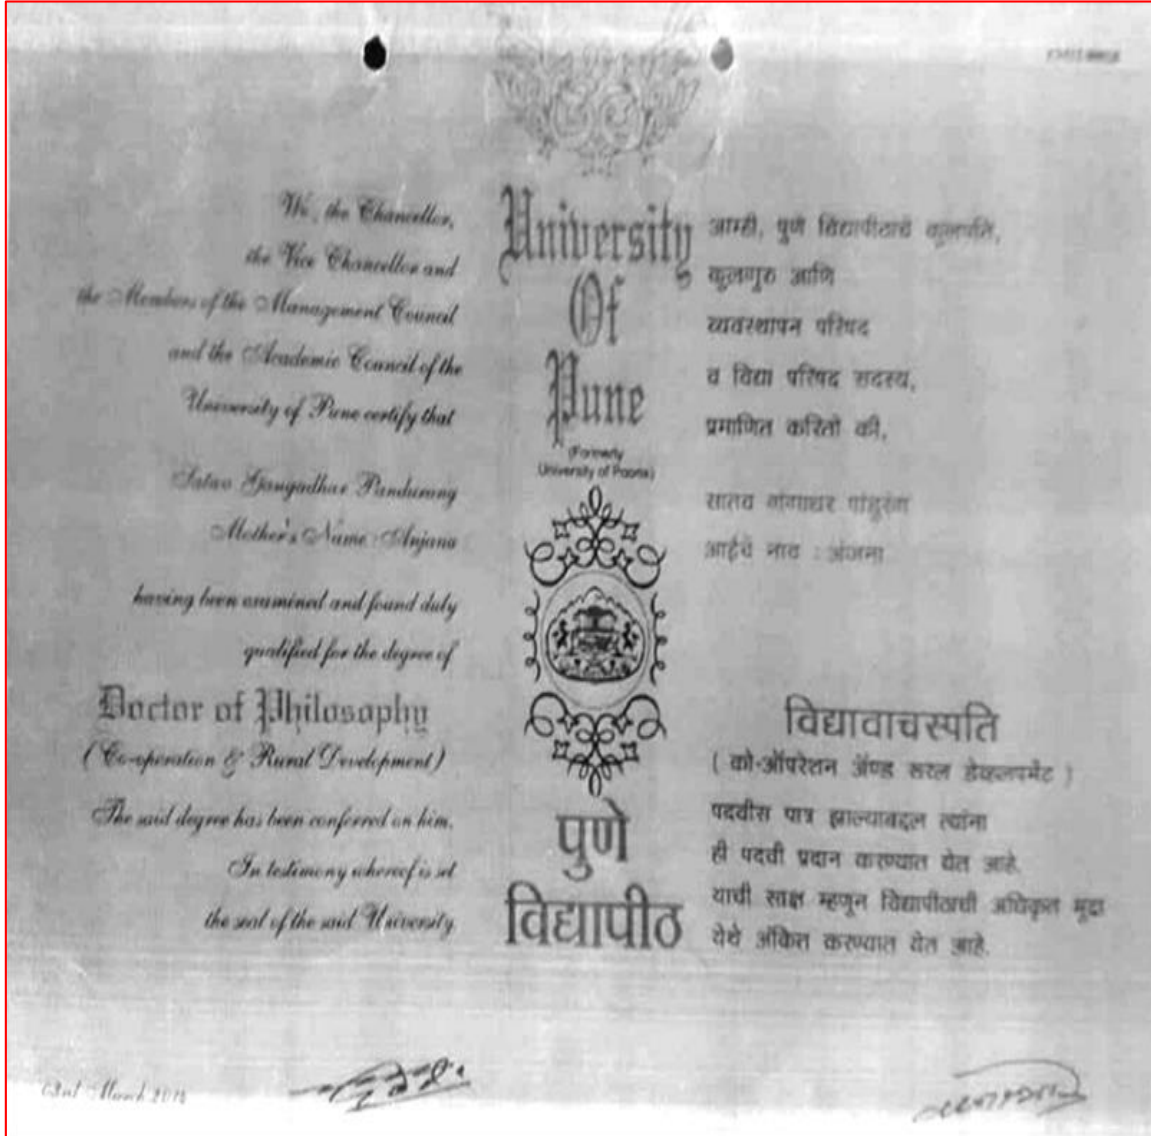 We, the Chancellor,
the Vice Chancellor and
the Members of the Management Council
and the Academic Council of the
University of Pune certify that
Satav Gangadhar Pandurang
Mother's Name : Anjana
having been examined and found duly
qualified for the degree of
Doctor of Philosophy
(Co-operation & Rural Development)
The said degree has been conferred on him.
In testimony whereof is set
the seal of the said University.
University
Of
Pune
(Formerly
University of Poona)
पुणे
विद्यापीठ
आम्ही, पुणे विद्यापीठाचे कुलपति,
कुलगुरु आणि
व्यवस्थापन परिषद
व विद्या परिषद सदस्य,
प्रमाणित करितो की,
सातव गंगाधर पांडुरंग
आईचे नाव : अंजना
विद्यावाचस्पति
( को-ऑपरेशन ॲण्ड रूरल डेव्हलपमेंट )
पदवीस पात्र झाल्याबद्दल त्यांना
ही पदवी प्रदान करण्यात येत आहे.
याची साक्ष म्हणून विद्यापीठाची अधिकृत मुद्रा
येथे अंकित करण्यात येत आहे.
March